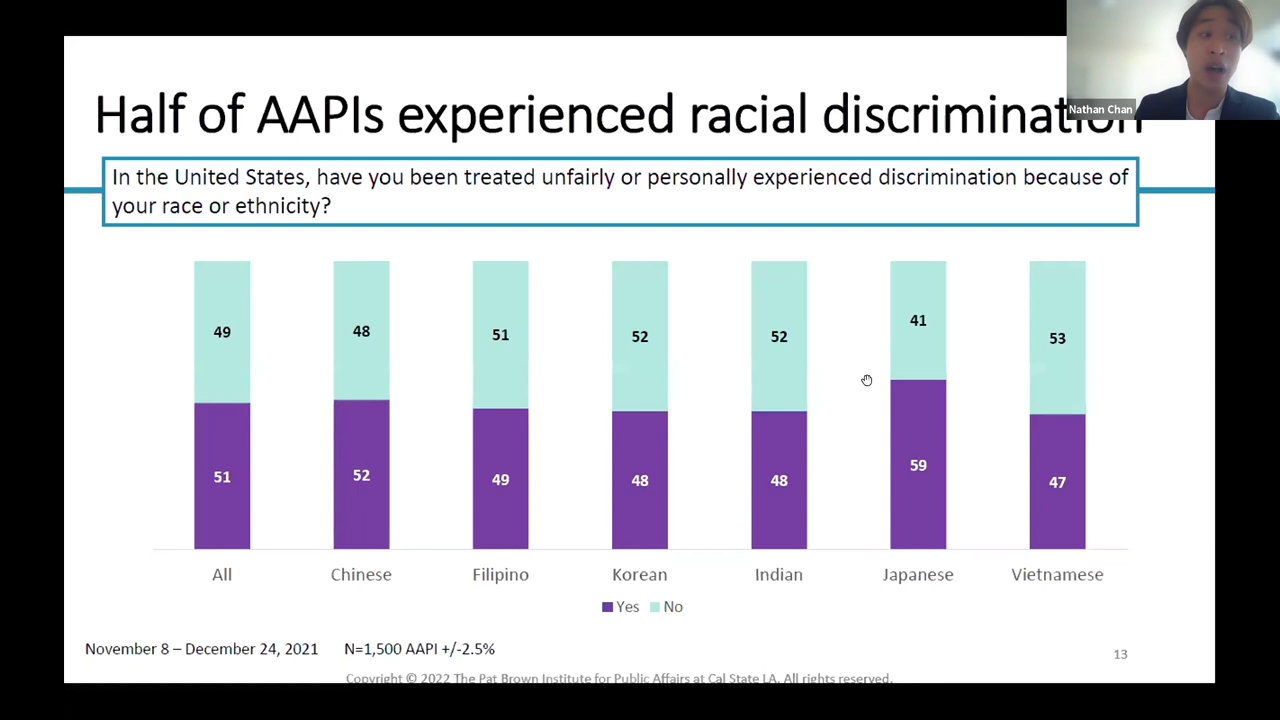 Half of AAPIs experienced racial discrimination
Nathan Chan
In the United States, have you been treated unfairly or personally experienced discrimination because of
your race or ethnicity?
49 48 51 52 52 41 53
51 52 49 48 48 59 47
All Chinese Filipino Korean Indian Japanese Vietnamese
Yes No
November 8 – December 24, 2021 N=1,500 AAPI +/-2.5%
13
Copyright © 2022 The Pat Brown Institute for Public Affairs at Cal State LA. All rights reserved.